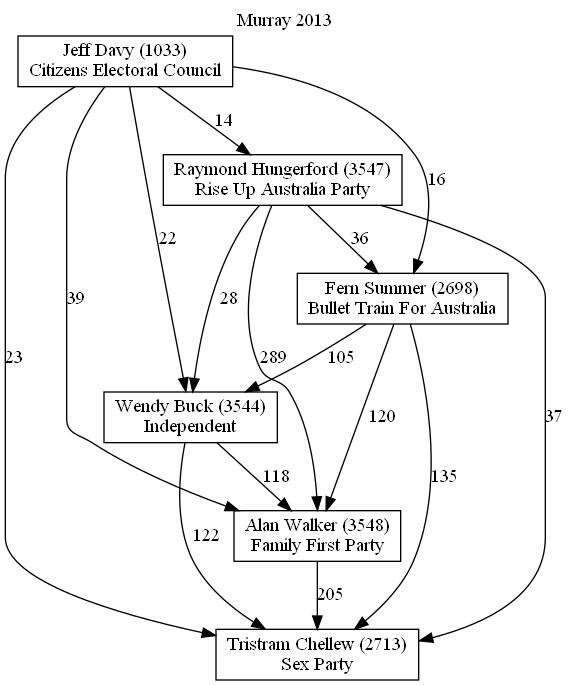 Murray 2013
Jeff Davy (1033)
Citizens Electoral Council
14
Raymond Hungerford (3547)
Rise Up Australia Party
16
22
36
Fern Summer (2698)
Bullet Train For Australia
39
28
23
289
105
Wendy Buck (3544)
Independent
120
37
118
135
Alan Walker (3548)
Family First Party
122
205
Tristram Chellew (2713)
Sex Party